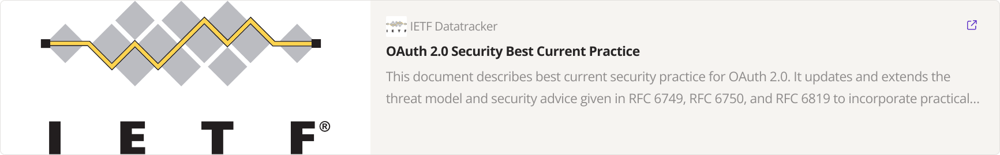 IETF®
IETF IETF Datatracker
OAuth 2.0 Security Best Current Practice
This document describes best current security practice for OAuth 2.0. It updates and extends the
threat model and security advice given in RFC 6749, RFC 6750, and RFC 6819 to incorporate practical...